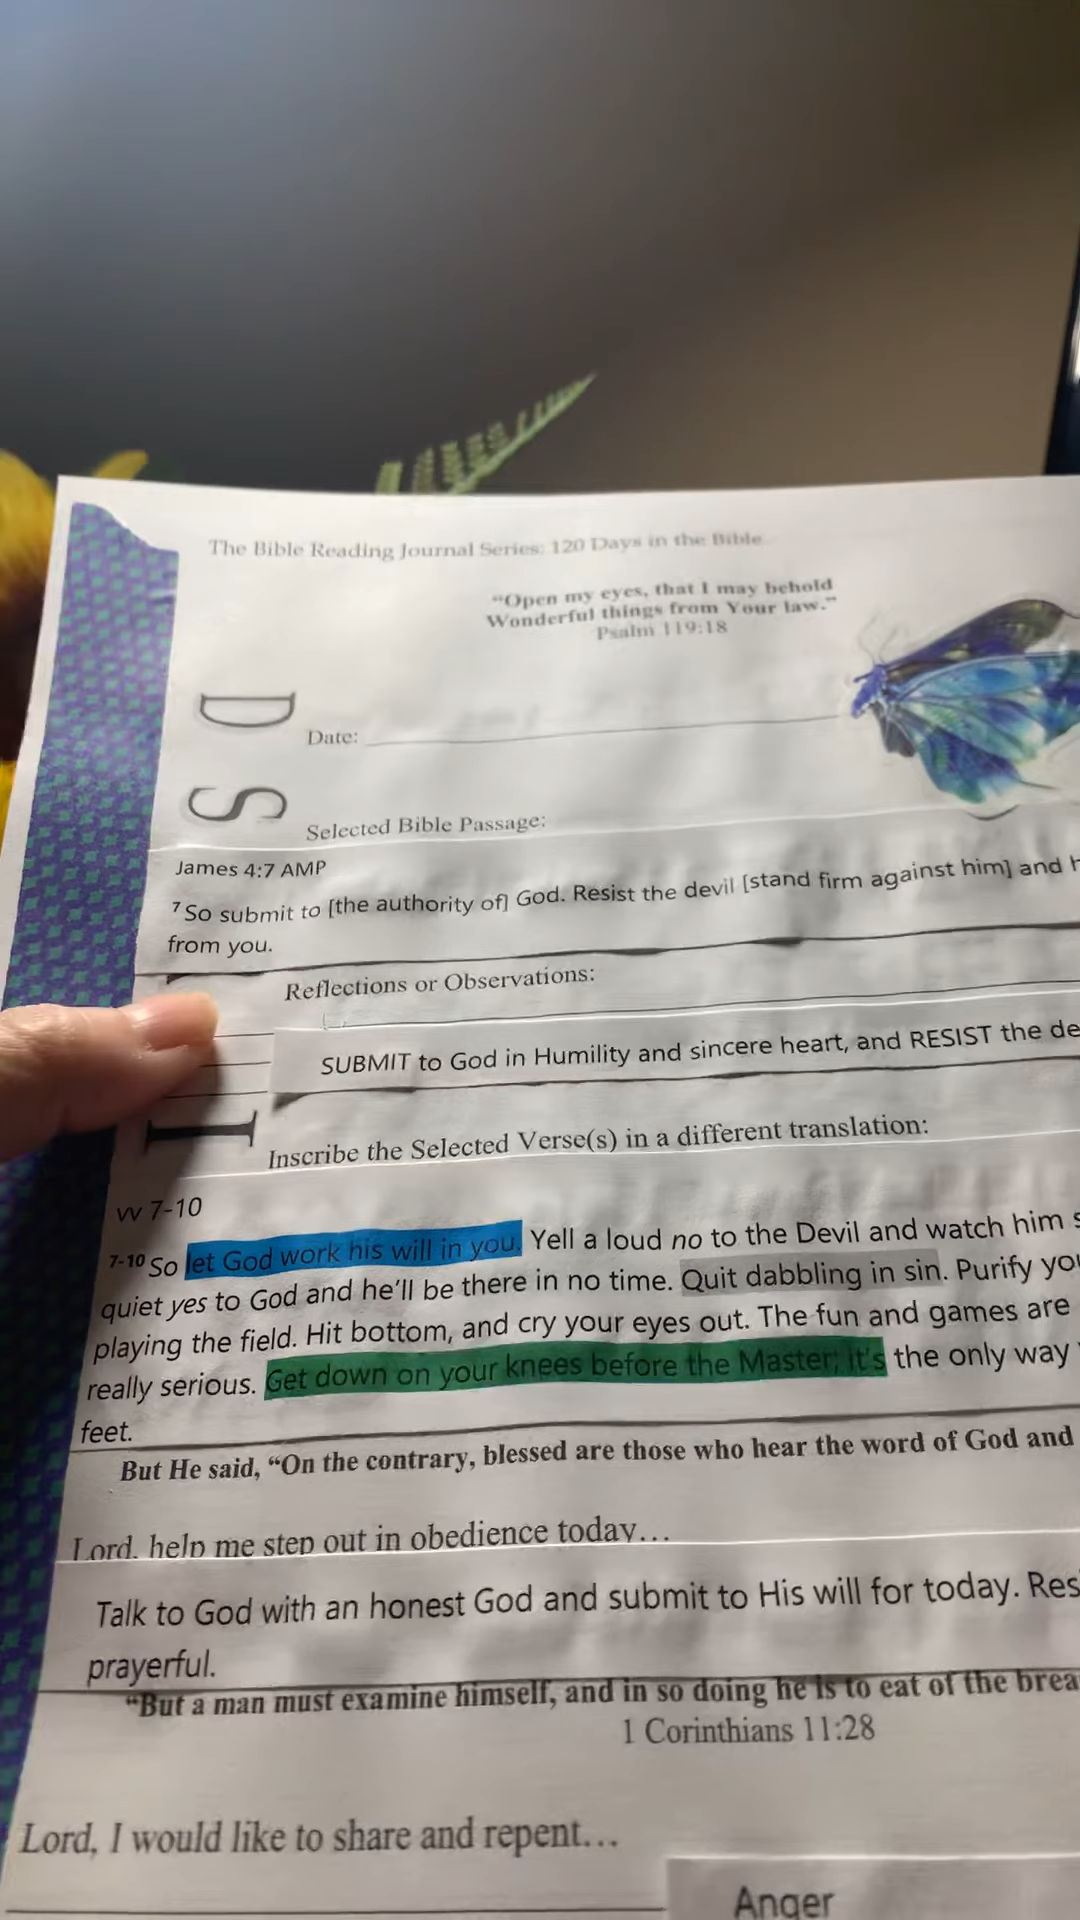 The Bible Reading Journal Series: 120 Days in the Bible
"Open my eyes, that I may behold
Wonderful things from Your law."
Psalm 119:18
D
Date:
S
Selected Bible Passage:
James 4:7 AMP
7 So submit to [the authority of] God. Resist the devil [stand firm against him] and
from you.
Reflections or Observations:
SUBMIT to God in Humility and sincere heart, and RESIST the de
I
Inscribe the Selected Verse(s) in a different translation:
vv 7-10
7-10 So let God work his will in you. Yell a loud no to the Devil and watch him s
quiet yes to God and he'll be there in no time. Quit dabbling in sin. Purify you
playing the field. Hit bottom, and cry your eyes out. The fun and games are
really serious. Get down on your knees before the Master; it's the only way
feet.
But He said, "On the contrary, blessed are those who hear the word of God and
Lord, help me step out in obedience today...
Talk to God with an honest God and submit to His will for today. Res
prayerful.
"But a man must examine himself, and in so doing he is to eat of the brea
1 Corinthians 11:28
Lord, I would like to share and repent...
Anger